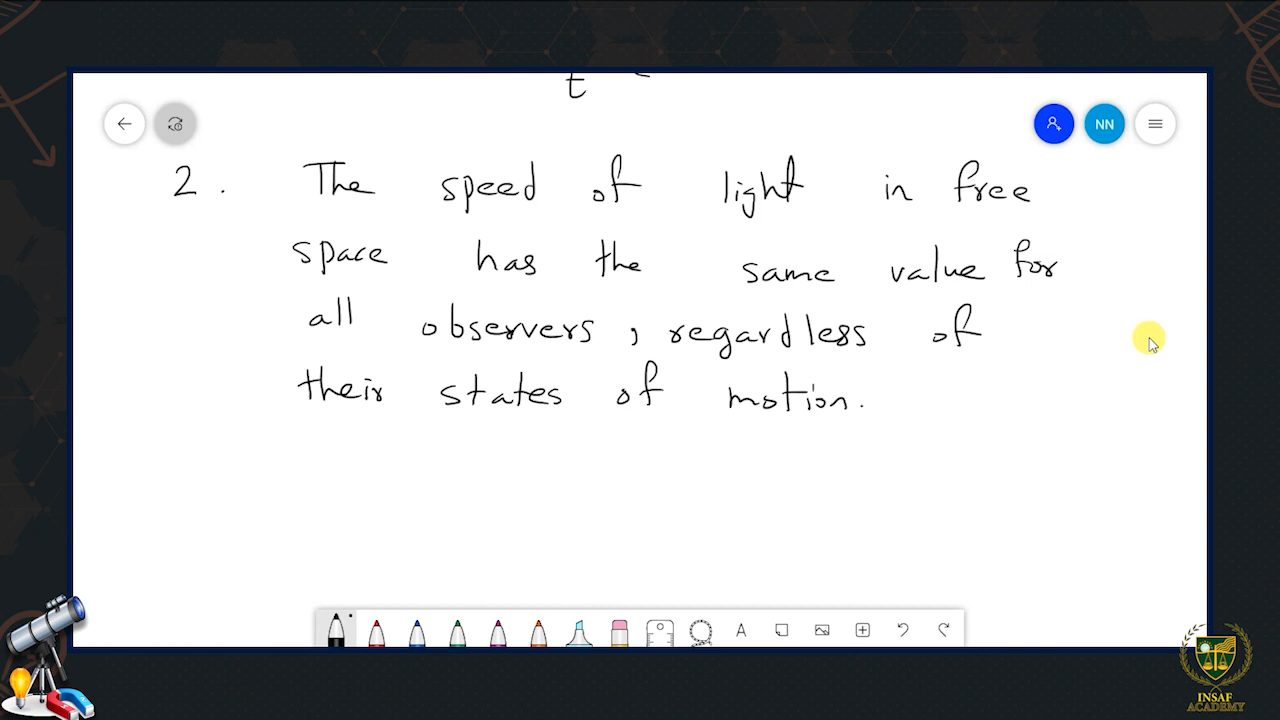 t
NN
2. The speed of light in free
space has the same value for
all observers, regardless of
their states of motion.
A
INSAF
ACADEMY